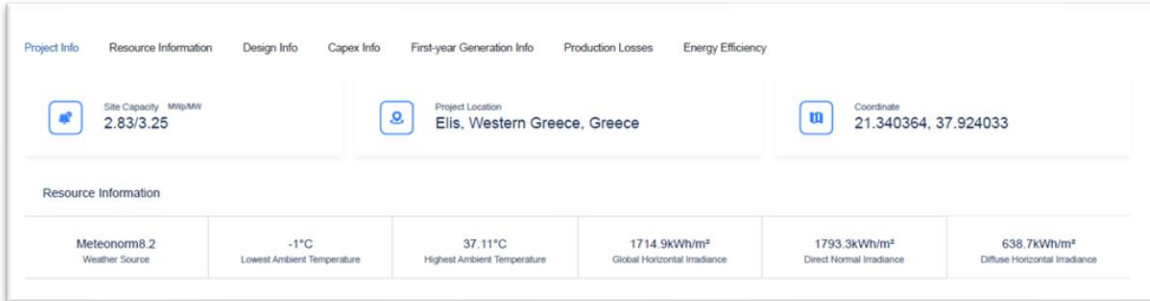 Project Info Resource Information Design Info Capex Info First-year Generation Info Production Losses Energy Efficiency
Site Capacity MWp/MW
2.83/3.25
Project Location
Elis, Western Greece, Greece
Coordinate
21.340364, 37.924033
Resource Information
Meteonorm8.2
Weather Source
-1°C
Lowest Ambient Temperature
37.11°C
Highest Ambient Temperature
1714.9kWh/m²
Global Horizontal Irradiance
1793.3kWh/m²
Direct Normal Irradiance
638.7kWh/m²
Diffuse Horizontal Irradiance